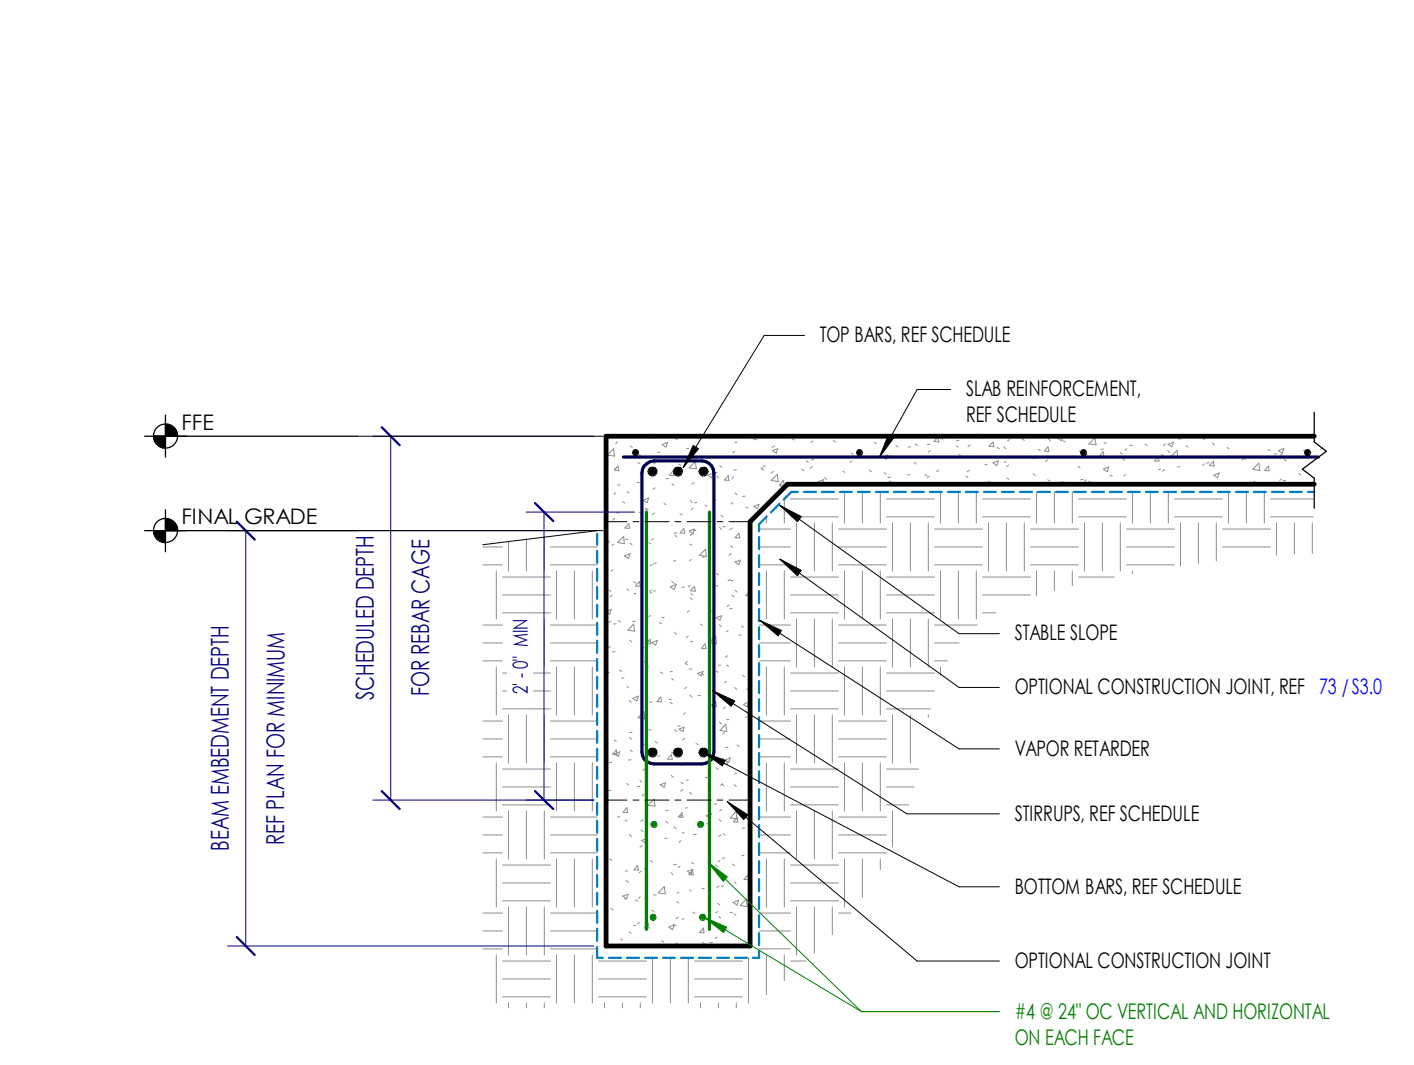 TOP BARS, REF SCHEDULE
SLAB REINFORCEMENT,
REF SCHEDULE
FFE
FINAL GRADE
SCHEDULED DEPTH
FOR REBAR CAGE
2' - 0" MIN
BEAM EMBEDMENT DEPTH
REF PLAN FOR MINIMUM
STABLE SLOPE
OPTIONAL CONSTRUCTION JOINT, REF 73 / S3.0
VAPOR RETARDER
STIRRUPS, REF SCHEDULE
BOTTOM BARS, REF SCHEDULE
OPTIONAL CONSTRUCTION JOINT
#4 @ 24" OC VERTICAL AND HORIZONTAL
ON EACH FACE